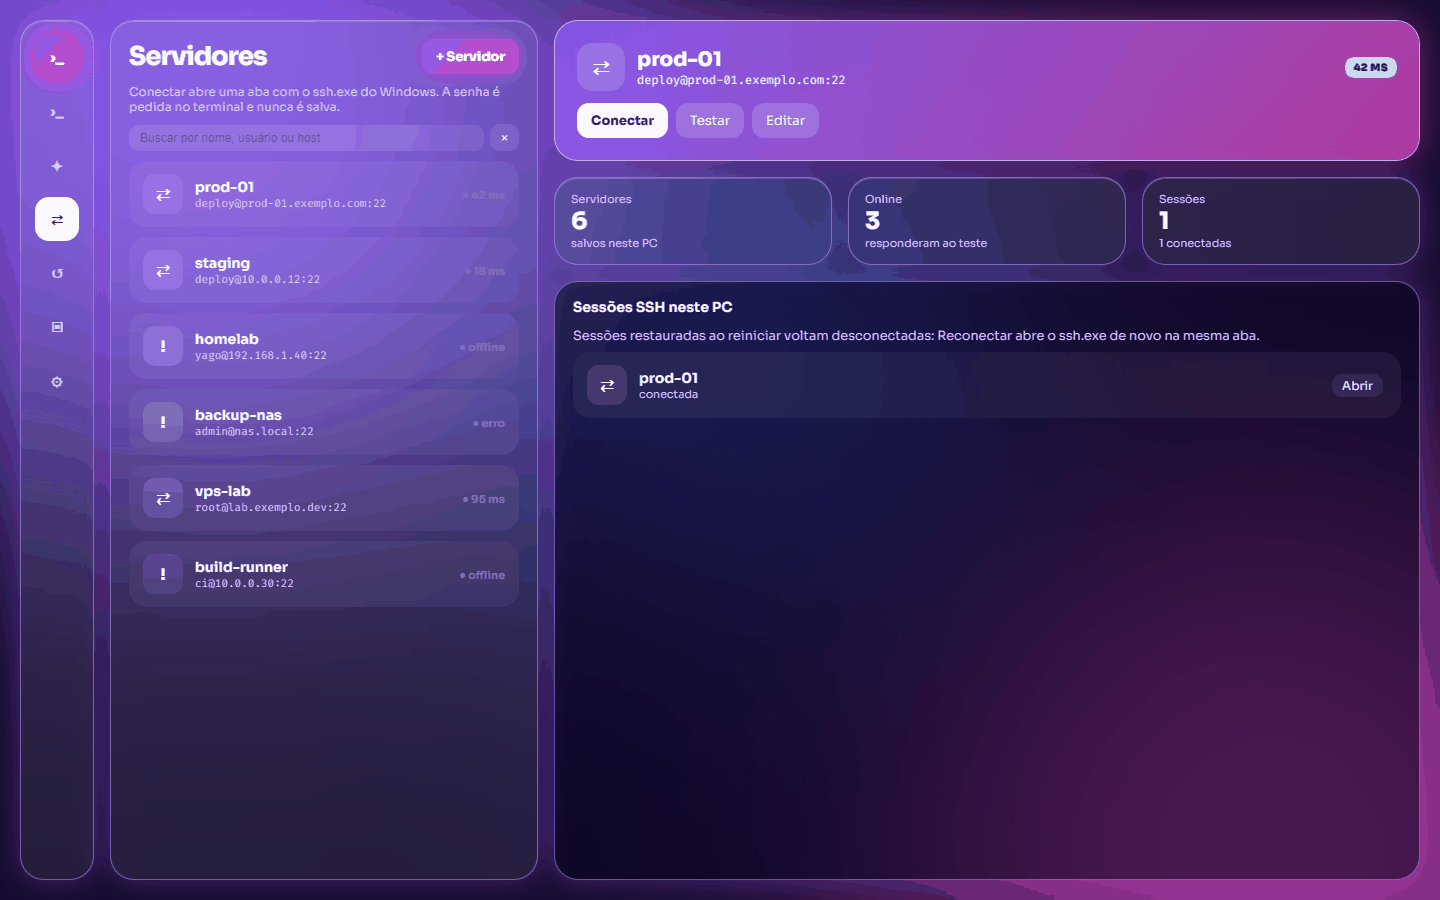 Servidores
+ Servidor
Conectar abre uma aba com o ssh.exe do Windows. A senha é
pedida no terminal e nunca é salva.
Buscar por nome, usuário ou host
×
prod-01
deploy@prod-01.exemplo.com:22
• 42 ms
staging
deploy@10.0.0.12:22
• 18 ms
!
homelab
yago@192.168.1.40:22
• offline
!
backup-nas
admin@nas.local:22
• erro
vps-lab
root@lab.exemplo.dev:22
• 95 ms
!
build-runner
ci@10.0.0.30:22
• offline
prod-01
deploy@prod-01.exemplo.com:22
42 MS
Conectar
Testar
Editar
Servidores
6
salvos neste PC
Online
3
responderam ao teste
Sessões
1
1 conectadas
Sessões SSH neste PC
Sessões restauradas ao reiniciar voltam desconectadas: Reconectar abre o ssh.exe de novo na mesma aba.
prod-01
conectada
Abrir